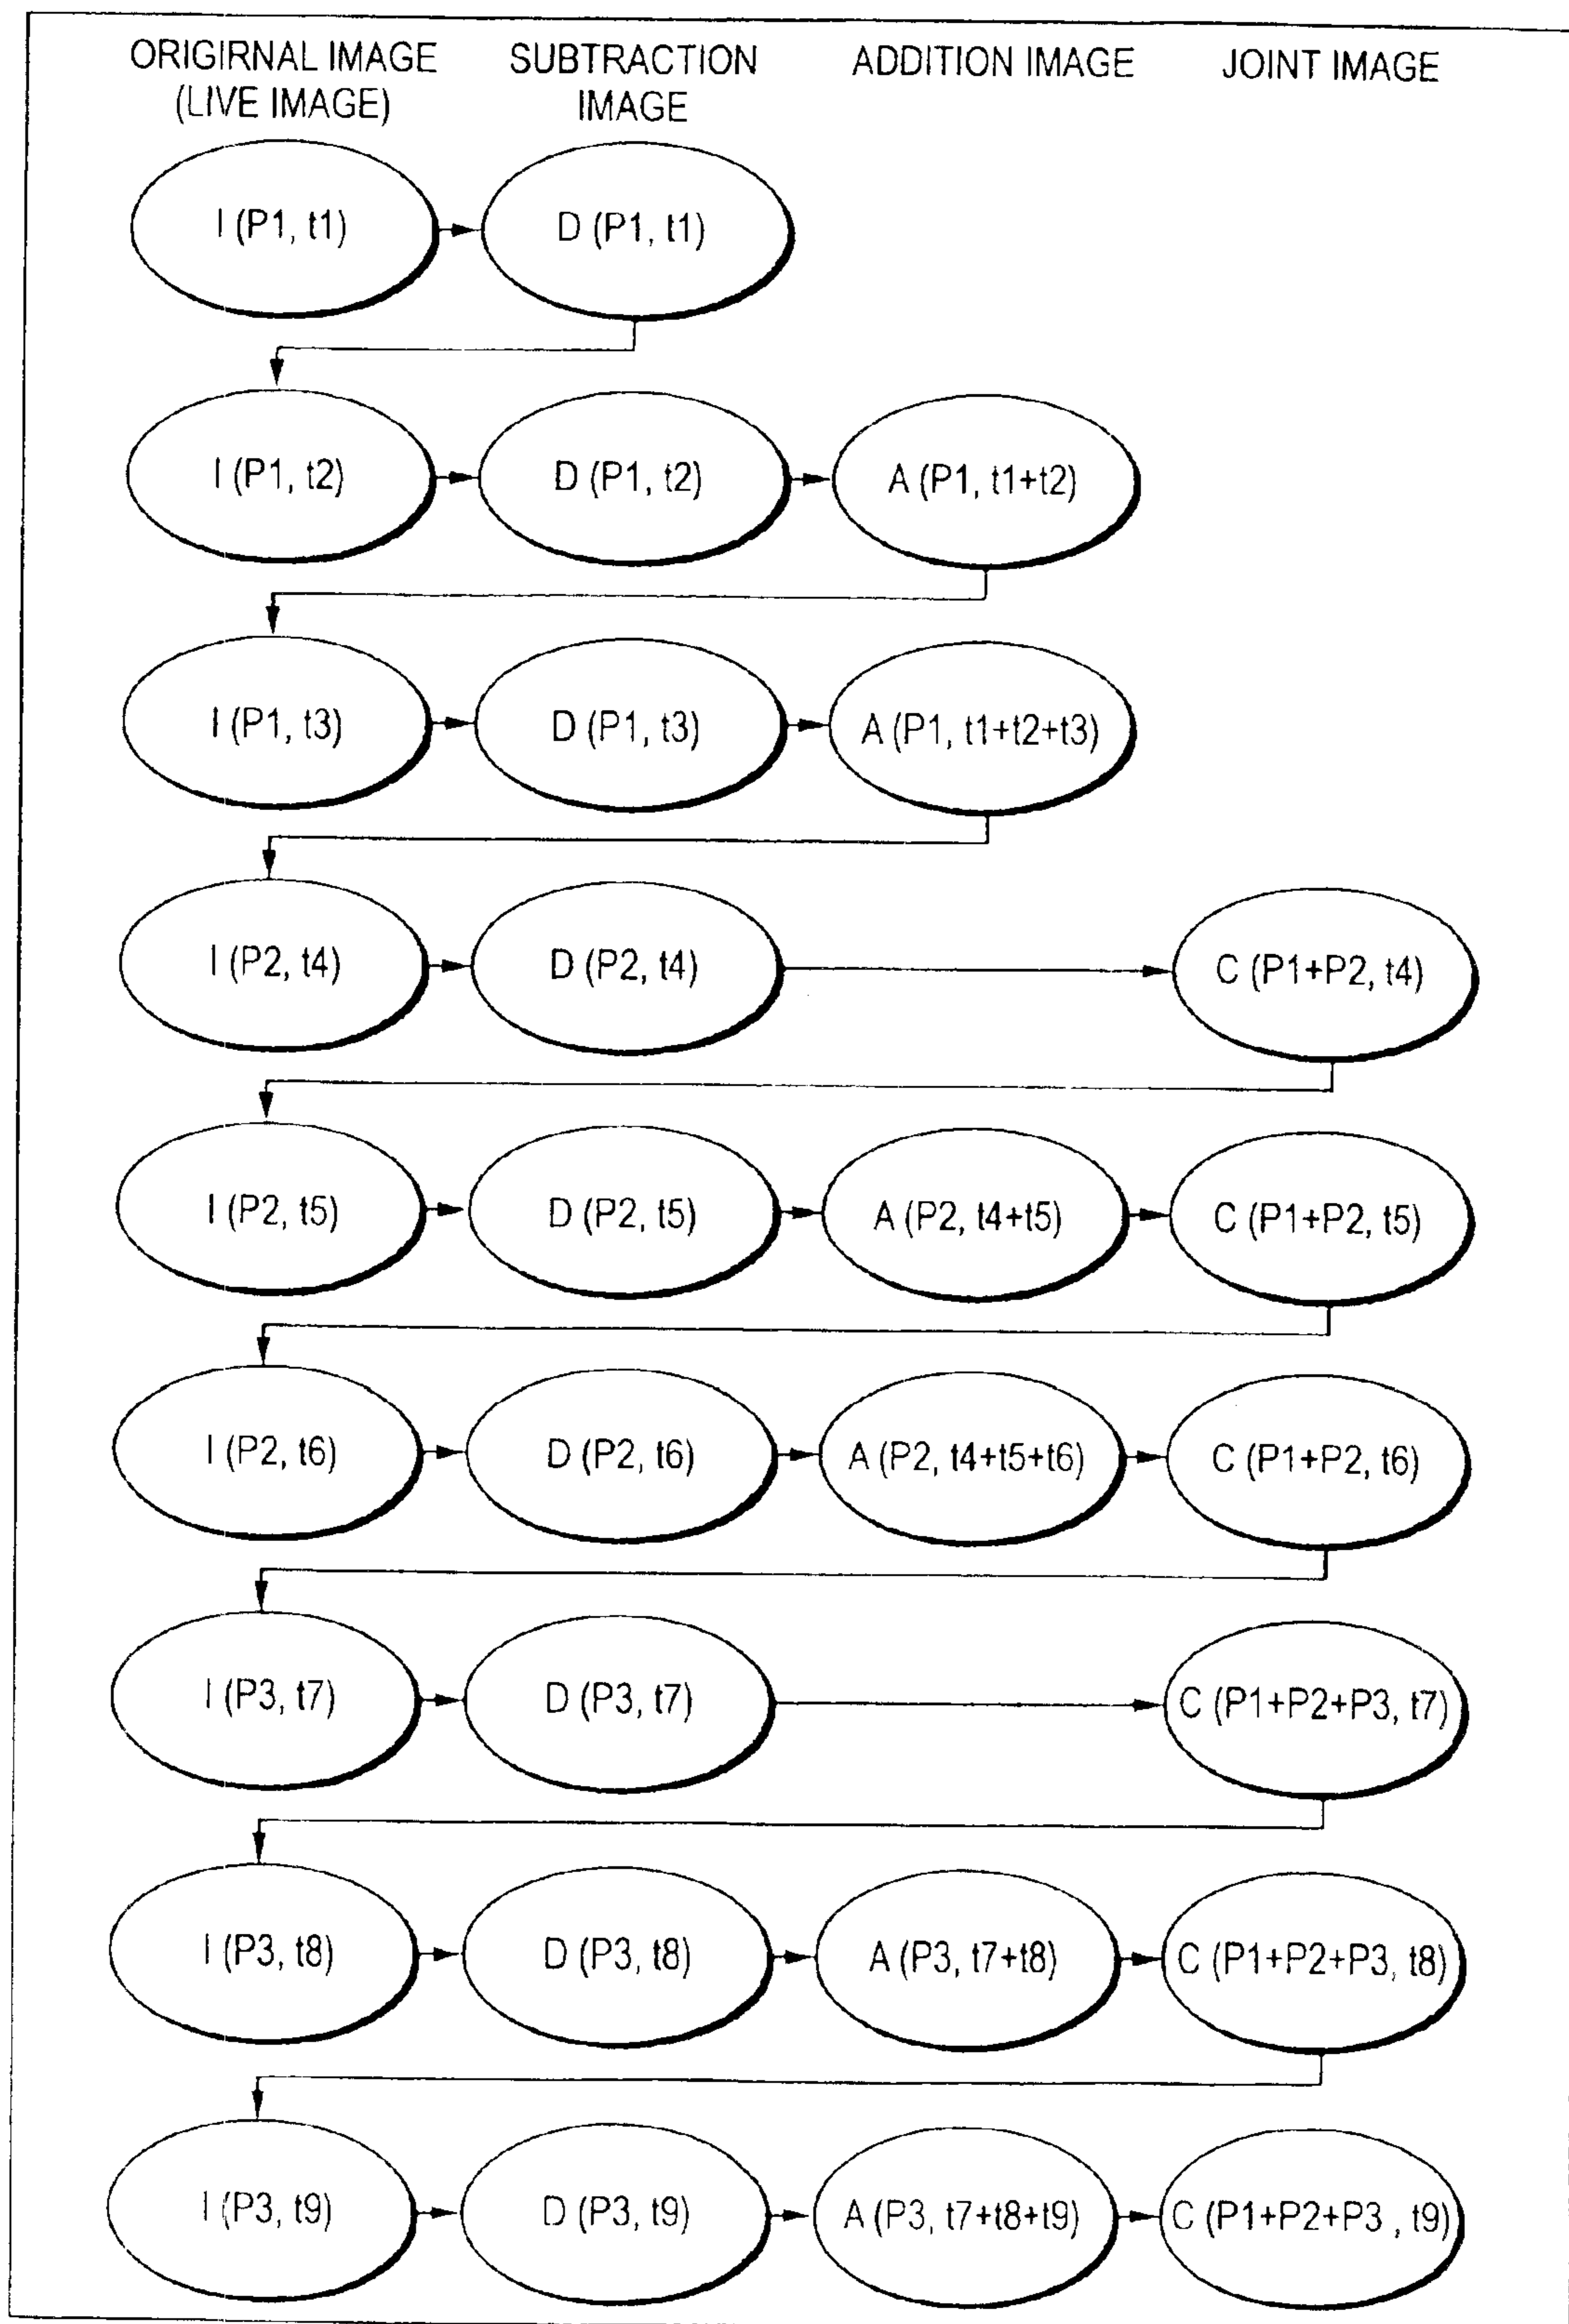 ORIGIRNAL IMAGE
(LIVE IMAGE)
SUBTRACTION
IMAGE
ADDITION IMAGE
JOINT IMAGE
I (P1, t1)
D (P1, t1)
I (P1, t2)
D (P1, t2)
A (P1, t1+t2)
I (P1, t3)
D (P1, t3)
A (P1, t1+t2+t3)
I (P2, t4)
D (P2, t4)
C (P1+P2, t4)
I (P2, t5)
D (P2, t5)
A (P2, t4+t5)
C (P1+P2, t5)
I (P2, t6)
D (P2, t6)
A (P2, t4+t5+t6)
C (P1+P2, t6)
I (P3, t7)
D (P3, t7)
C (P1+P2+P3, t7)
I (P3, t8)
D (P3, t8)
A (P3, t7+t8)
C (P1+P2+P3, t8)
I (P3, t9)
D (P3, t9)
A (P3, t7+t8+t9)
C (P1+P2+P3 , t9)